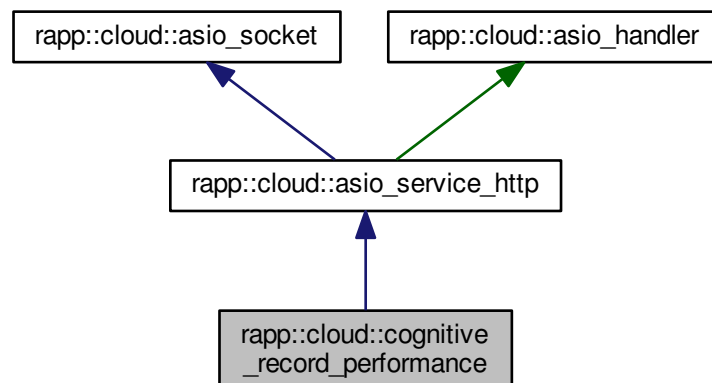 rapp::cloud::asio_socket
rapp::cloud::asio_handler
rapp::cloud::asio_service_http
rapp::cloud::cognitive
_record_performance